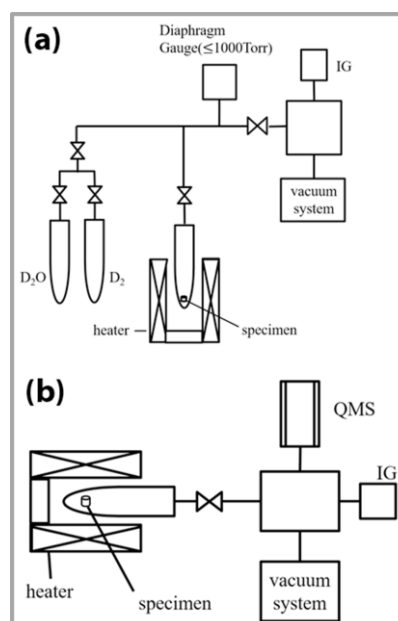 (a)
Diaphragm
Gauge(≤1000Torr)
IG
vacuum
system
D₂O
D₂
heater
specimen
(b)
QMS
IG
heater
specimen
vacuum
system